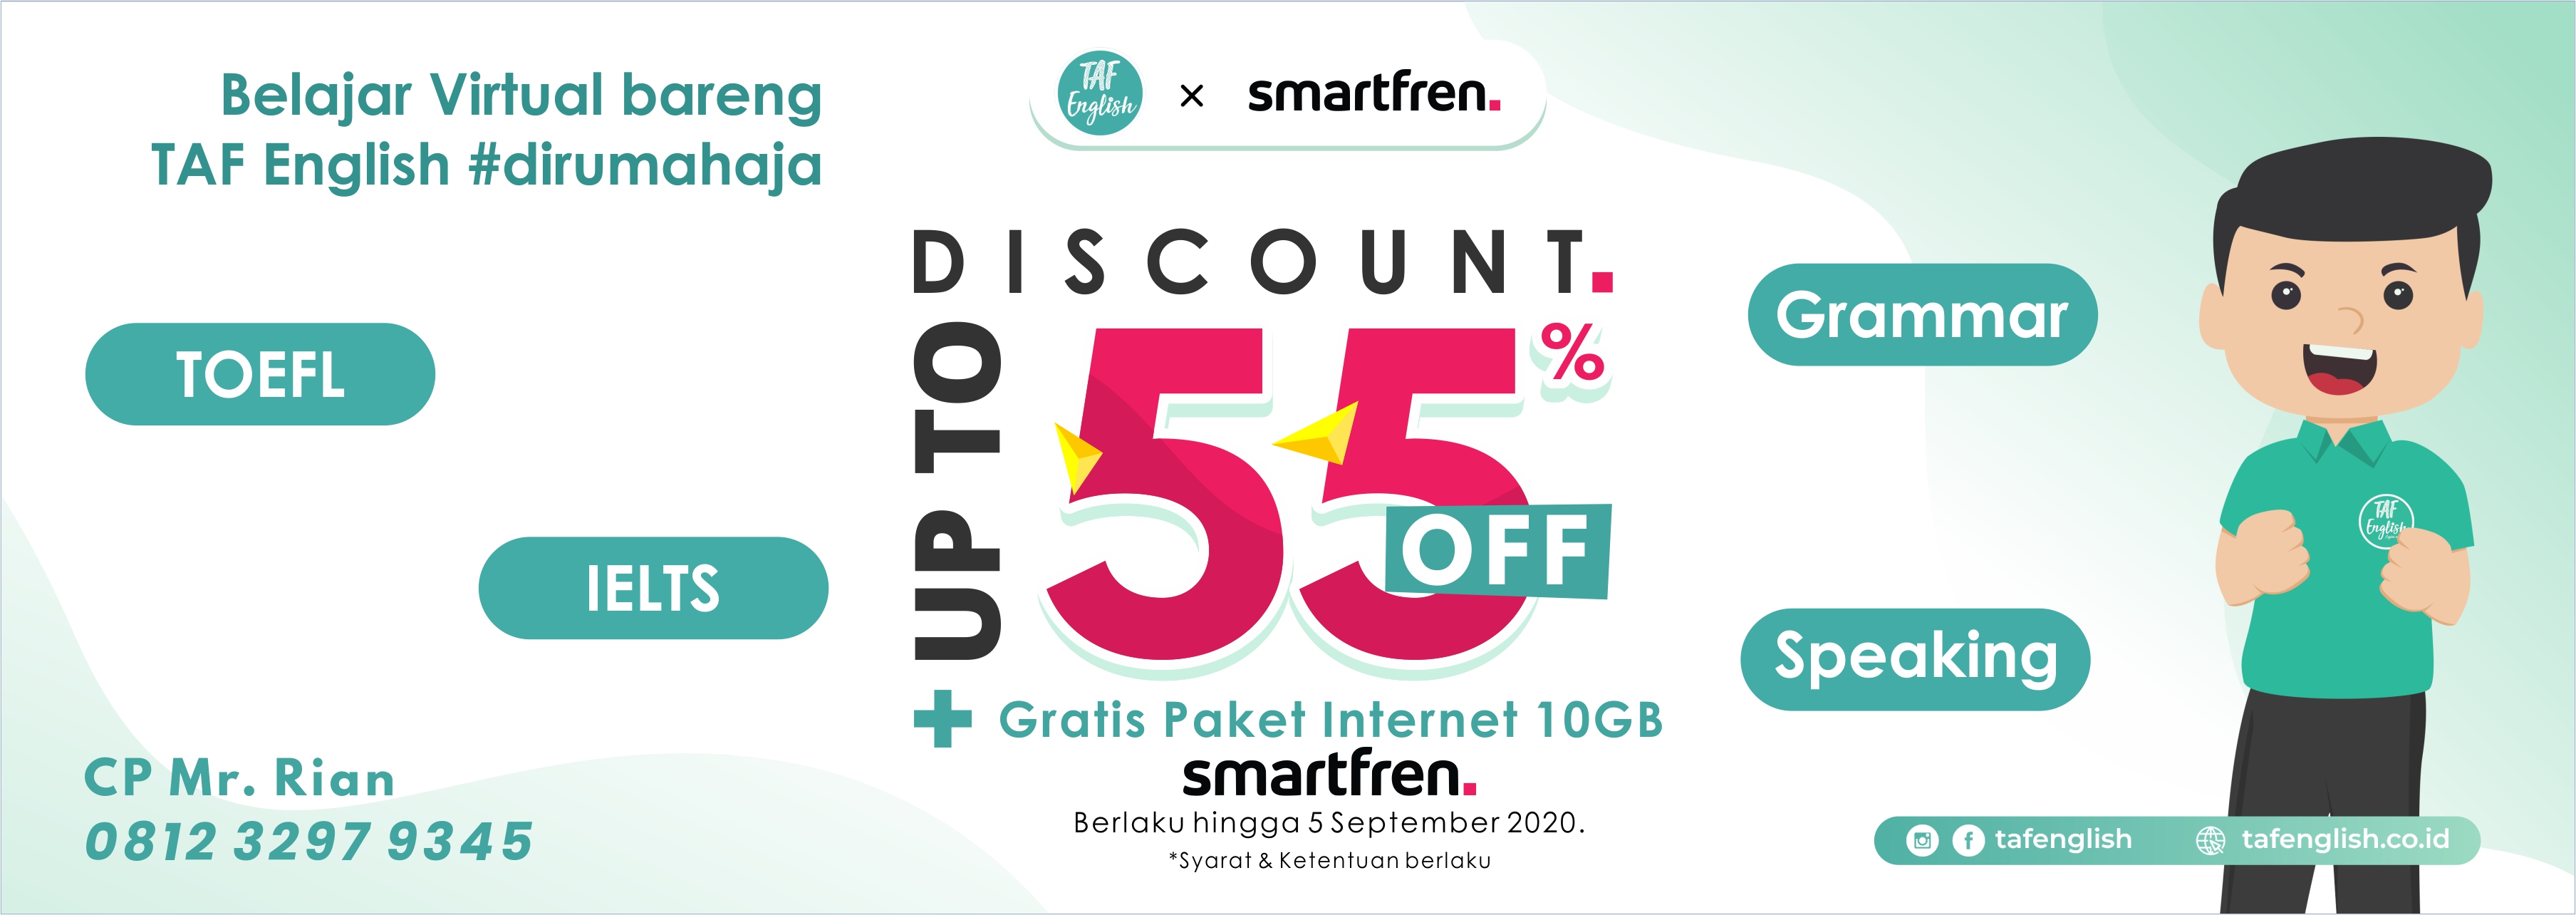 Belajar Virtual bareng
TAF English #dirumahaja
TAF
English
×
smartfren.
DISCOUNT.
UP TO
55%
OFF
+ Gratis Paket Internet 10GB
smartfren.
Berlaku hingga 5 September 2020.
*Syarat & Ketentuan berlaku
TOEFL
IELTS
Grammar
Speaking
TAF
English
CP Mr. Rian
0812 3297 9345
tafenglish
tafenglish.co.id